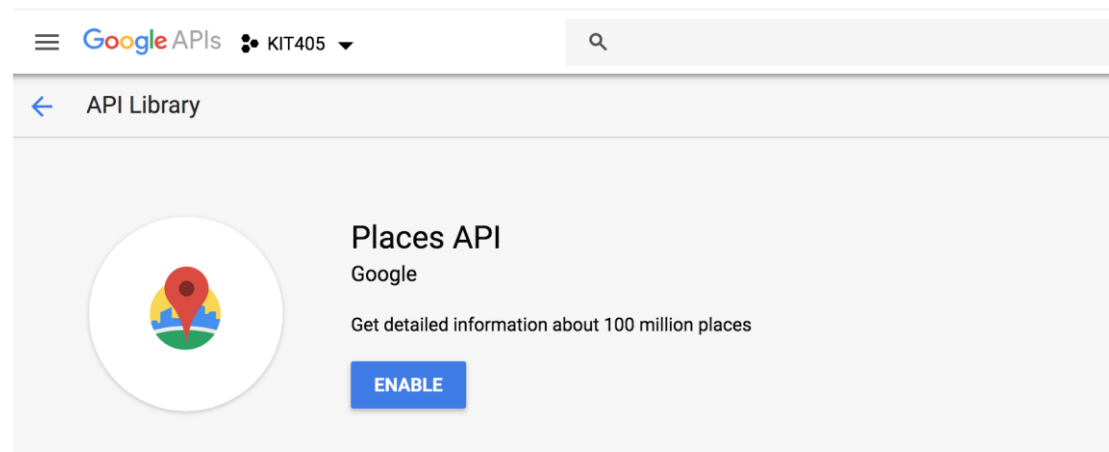 Google APIs KIT405
API Library
Places API
Google
Get detailed information about 100 million places
ENABLE